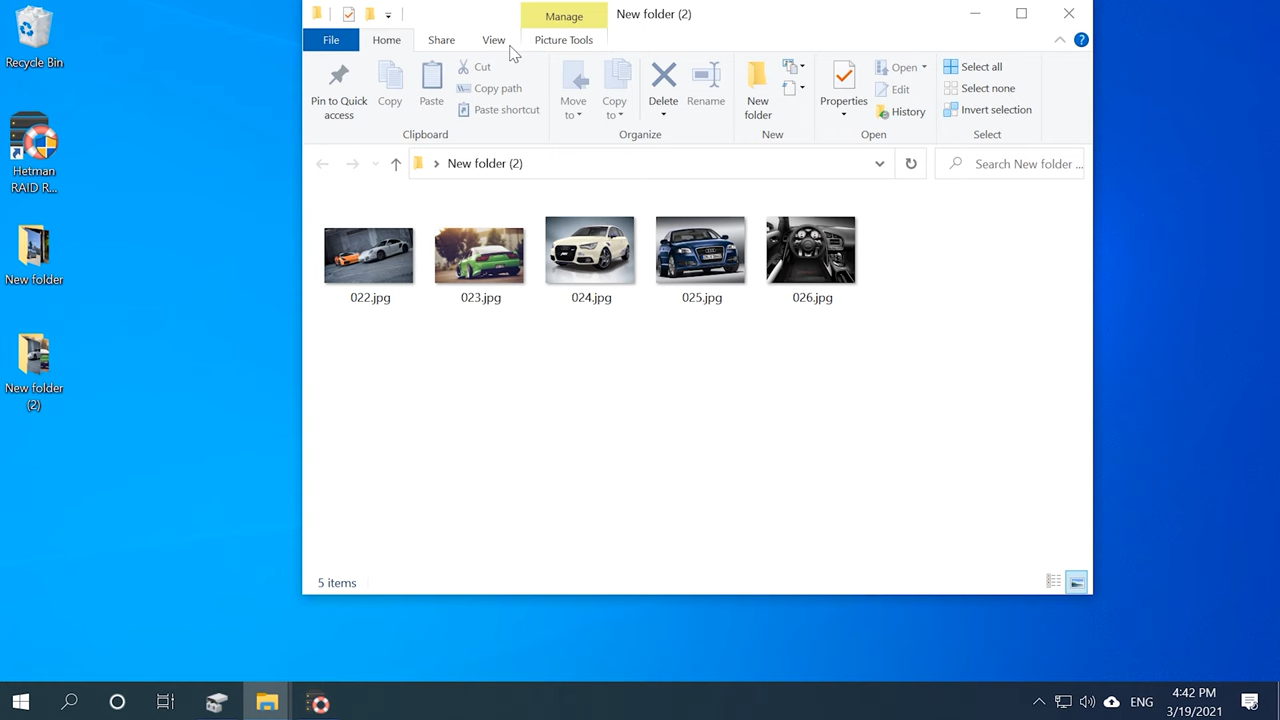 Recycle Bin
Hetman
RAID R...
New folder
New folder
(2)
Manage
New folder (2)
File
Home
Share
View
Picture Tools
Pin to Quick
access
Copy
Paste
Cut
Copy path
Paste shortcut
Clipboard
Move
to
Copy
to
Delete
Rename
Organize
New
folder
New
Properties
Open
Edit
History
Open
Select all
Select none
Invert selection
Select
New folder (2)
Search New folder ...
022.jpg
023.jpg
024.jpg
025.jpg
026.jpg
5 items
ENG
4:42 PM
3/19/2021